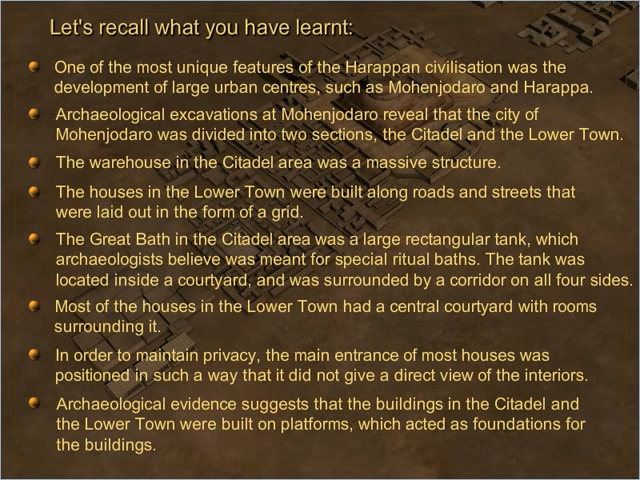 Let's recall what you have learnt:
One of the most unique features of the Harappan civilisation was the
development of large urban centres, such as Mohenjodaro and Harappa.
Archaeological excavations at Mohenjodaro reveal that the city of
Mohenjodaro was divided into two sections, the Citadel and the Lower Town.
The warehouse in the Citadel area was a massive structure.
The houses in the Lower Town were built along roads and streets that
were laid out in the form of a grid.
The Great Bath in the Citadel area was a large rectangular tank, which
archaeologists believe was meant for special ritual baths. The tank was
located inside a courtyard, and was surrounded by a corridor on all four sides.
Most of the houses in the Lower Town had a central courtyard with rooms
surrounding it.
In order to maintain privacy, the main entrance of most houses was
positioned in such a way that it did not give a direct view of the interiors.
Archaeological evidence suggests that the buildings in the Citadel and
the Lower Town were built on platforms, which acted as foundations for
the buildings.